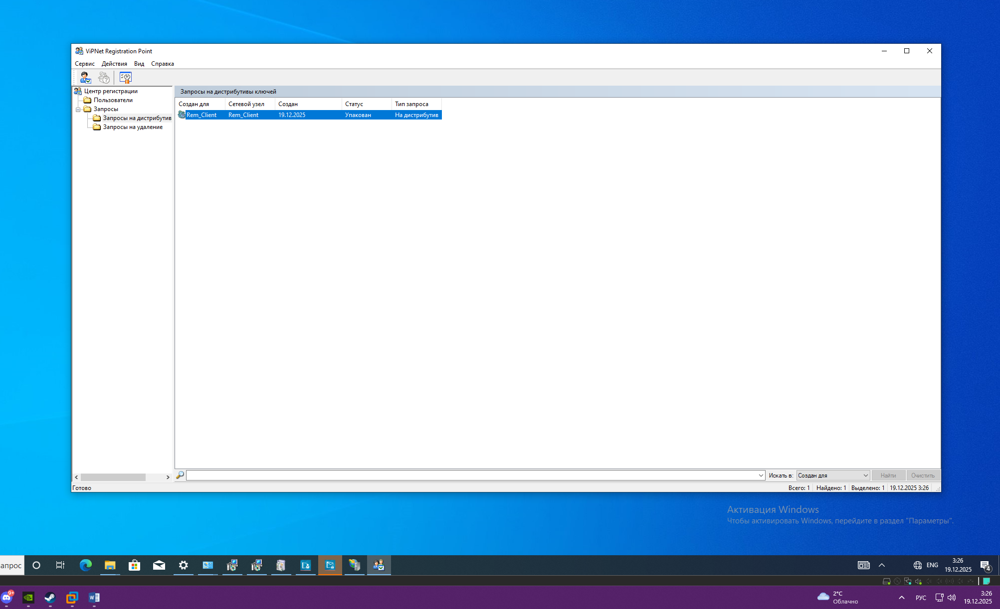 ViPNet Registration Point
Сервис Действия Вид Справка
Центр регистрации
Пользователи
Запросы
Запросы на дистрибутив
Запросы на удаление
Запросы на дистрибутивы ключей
Создан для Сетевой узел Создан Статус Тип запроса
Rem_Client Rem_Client 19.12.2025 Упакован На дистрибутив
Искать в: Создан для Найти Очистить
Готово Всего: 1 Найдено: 1 Выделено: 1 19.12.2025 3:26
Активация Windows
Чтобы активировать Windows, перейдите в раздел "Параметры".
апрос ENG 3:26
19.12.2025 4
9+ 2°C
Облачно
РУС 3:26
19.12.2025